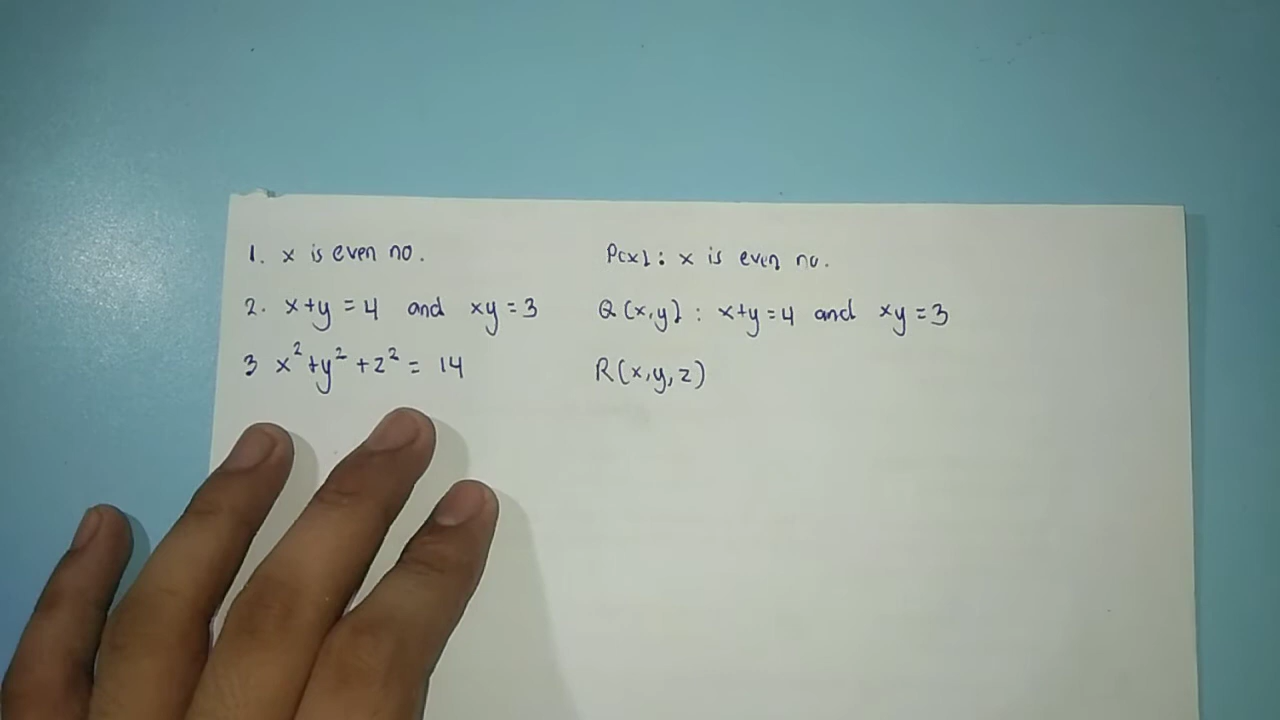 1. x is even no. P(x): x is even no.
2. x+y = 4 and xy = 3 Q(x,y): x+y = 4 and xy = 3
3 x²+y²+z² = 14 R(x,y,z)